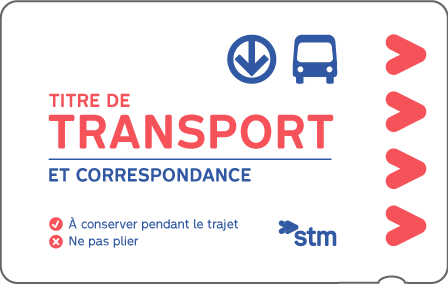 TITRE DE
TRANSPORT
ET CORRESPONDANCE
À conserver pendant le trajet
Ne pas plier
stm